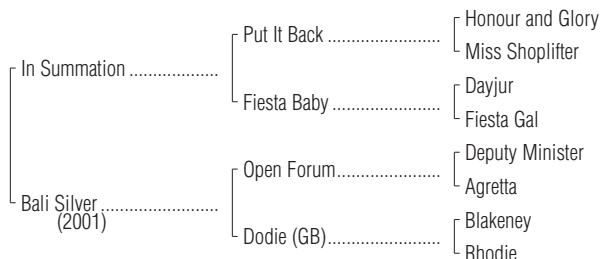 Honour and Glory
Put It Back ..........................
Miss Shoplifter
In Summation ....................
Dayjur
Fiesta Baby .........................
Fiesta Gal
Deputy Minister
Open Forum........................
Agretta
Bali Silver ...........................
(2001)
Blakeney
Dodie (GB)..........................
Rhodie